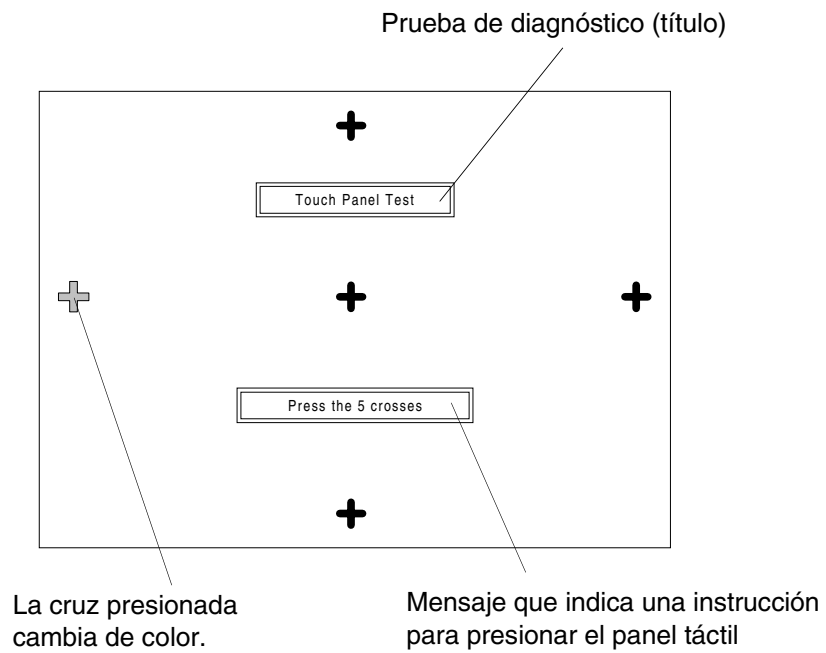 Prueba de diagnóstico (título)
Touch Panel Test
Press the 5 crosses
La cruz presionada
cambia de color.
Mensaje que indica una instrucción
para presionar el panel táctil